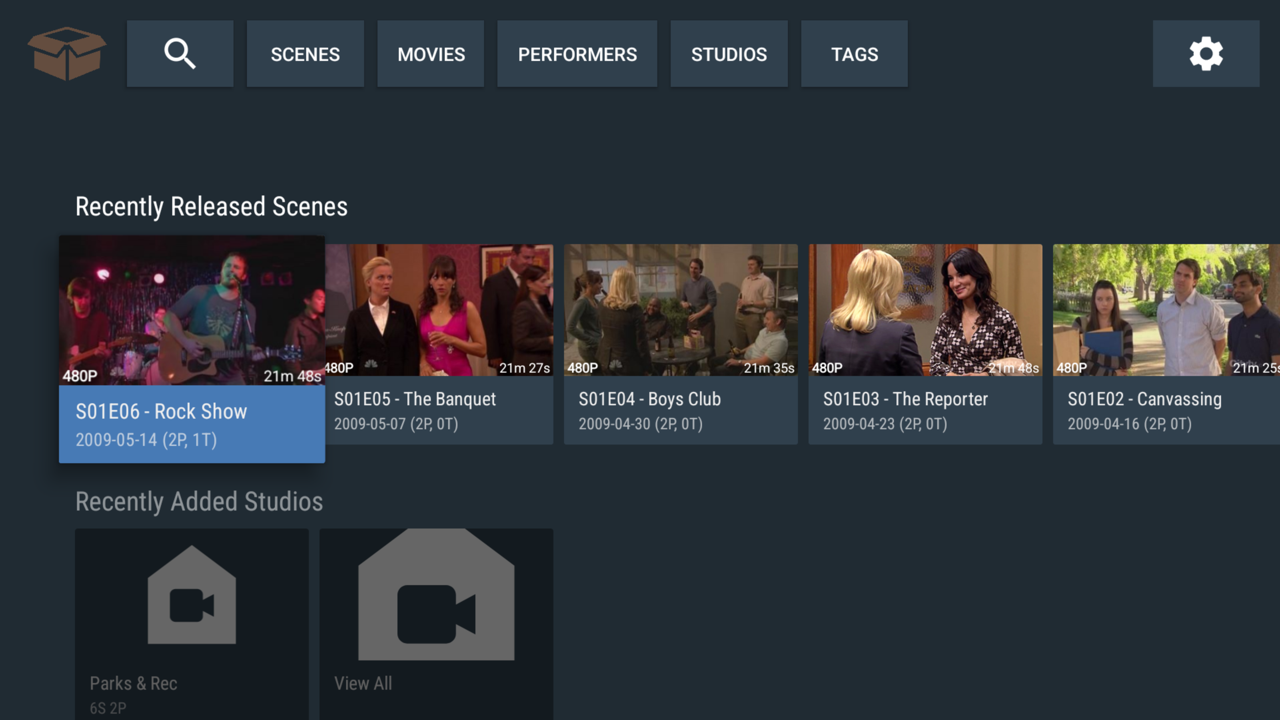 SCENES MOVIES PERFORMERS STUDIOS TAGS
Recently Released Scenes
480P 21m 48s
480P 21m 27s
480P 21m 35s
480P 21m 48s
480P 21m 25s
S01E06 - Rock Show
2009-05-14 (2P, 1T)
S01E05 - The Banquet
2009-05-07 (2P, 0T)
S01E04 - Boys Club
2009-04-30 (2P, 0T)
S01E03 - The Reporter
2009-04-23 (2P, 0T)
S01E02 - Canvassing
2009-04-16 (2P, 0T)
Recently Added Studios
Parks & Rec
6S 2P
View All